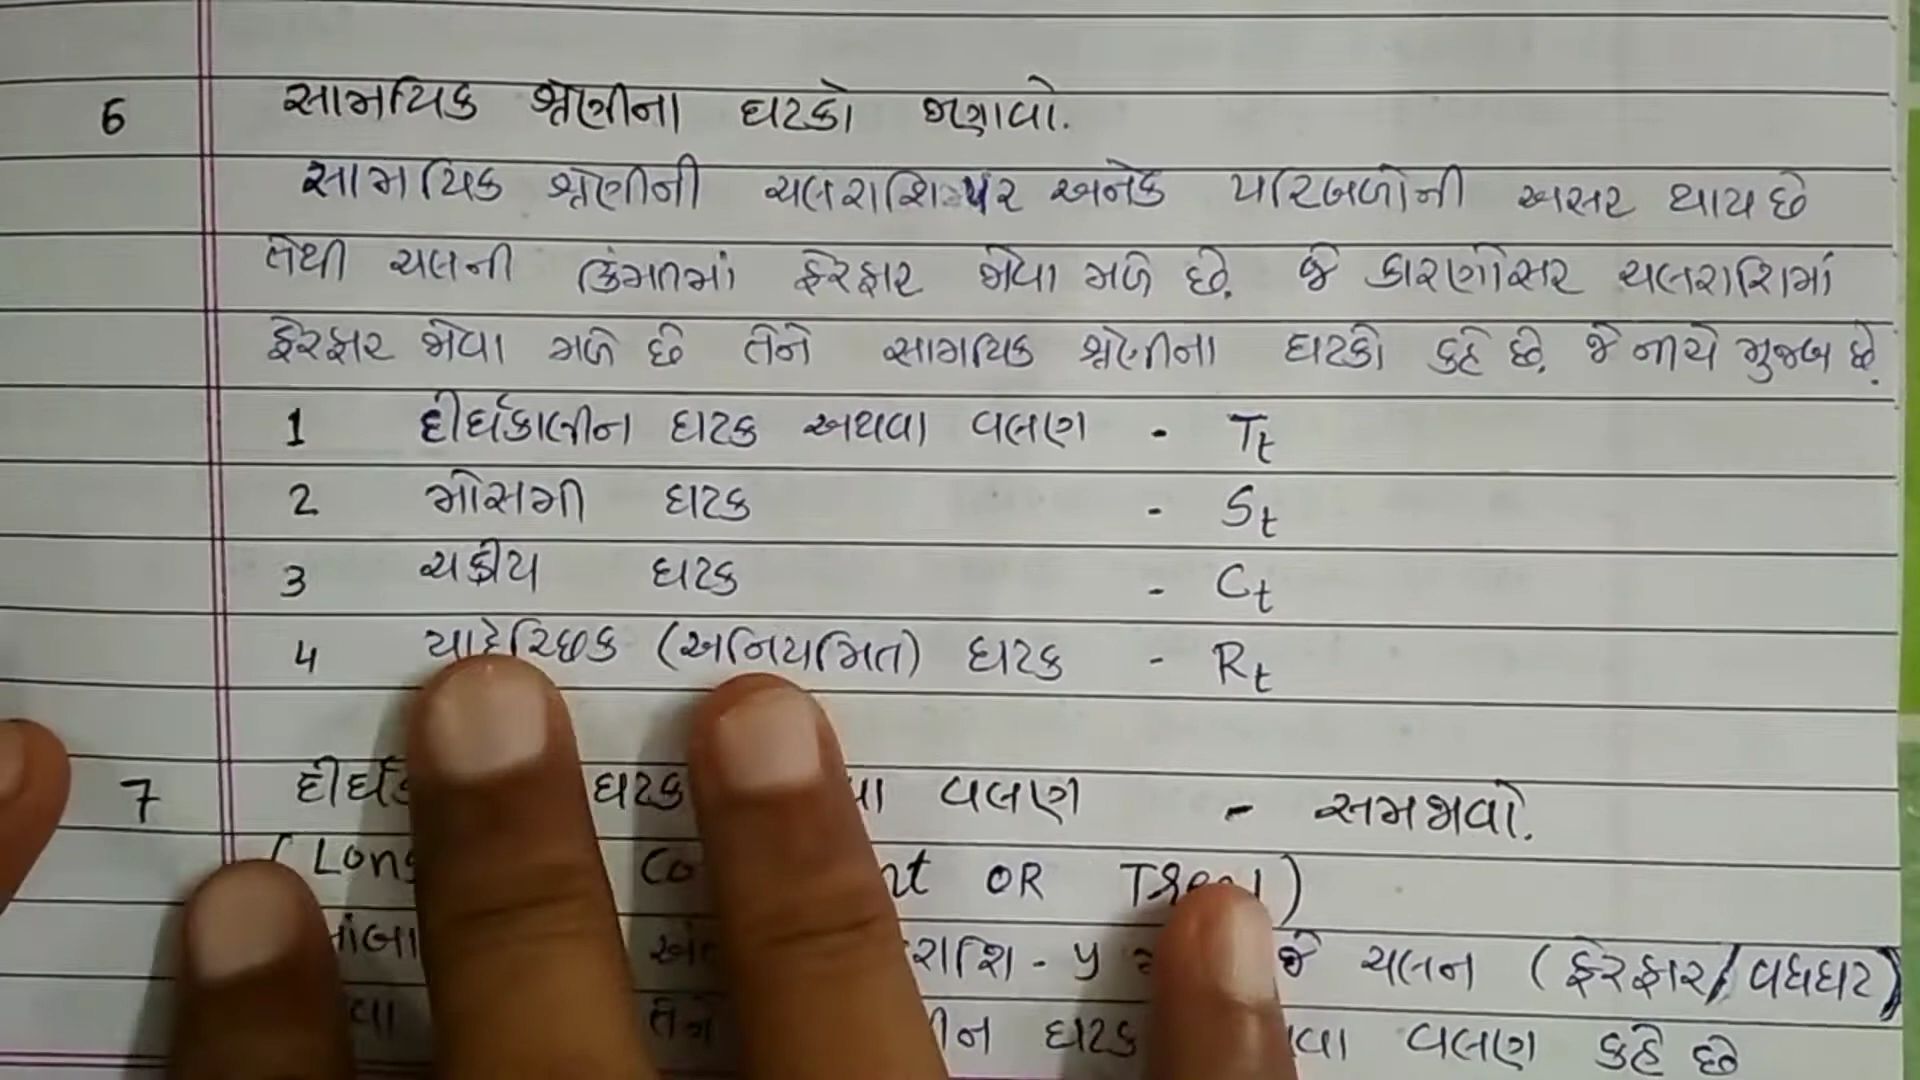 6 સામયિક શ્રેણીના ઘટકો જણાવો.
સામયિક શ્રેણીની ચલરાશિ પર અનેક પરિબળોની અસર થાય છે
તેથી ચલની કિંમતમાં ફેરફાર જોવા મળે છે. જે કારણોસર ચલરાશિમાં
ફેરફાર જોવા મળે છે તેને સામયિક શ્રેણીના ઘટકો કહે છે. જે નીચે મુજબ છે.
1 દીર્ઘકાલીન ઘટક અથવા વલણ - Tt
2 મોસમી ઘટક - St
3 ચક્રીય ઘટક - Ct
4 યાદેચ્છિક (અનિયમિત) ઘટક - Rt
7 ઘટક વલણ - સમજાવો.
(Long OR
રાશિ - y જે ચલન (ફેરફાર/વધઘટ)
ઘટક વલણ કહે છે